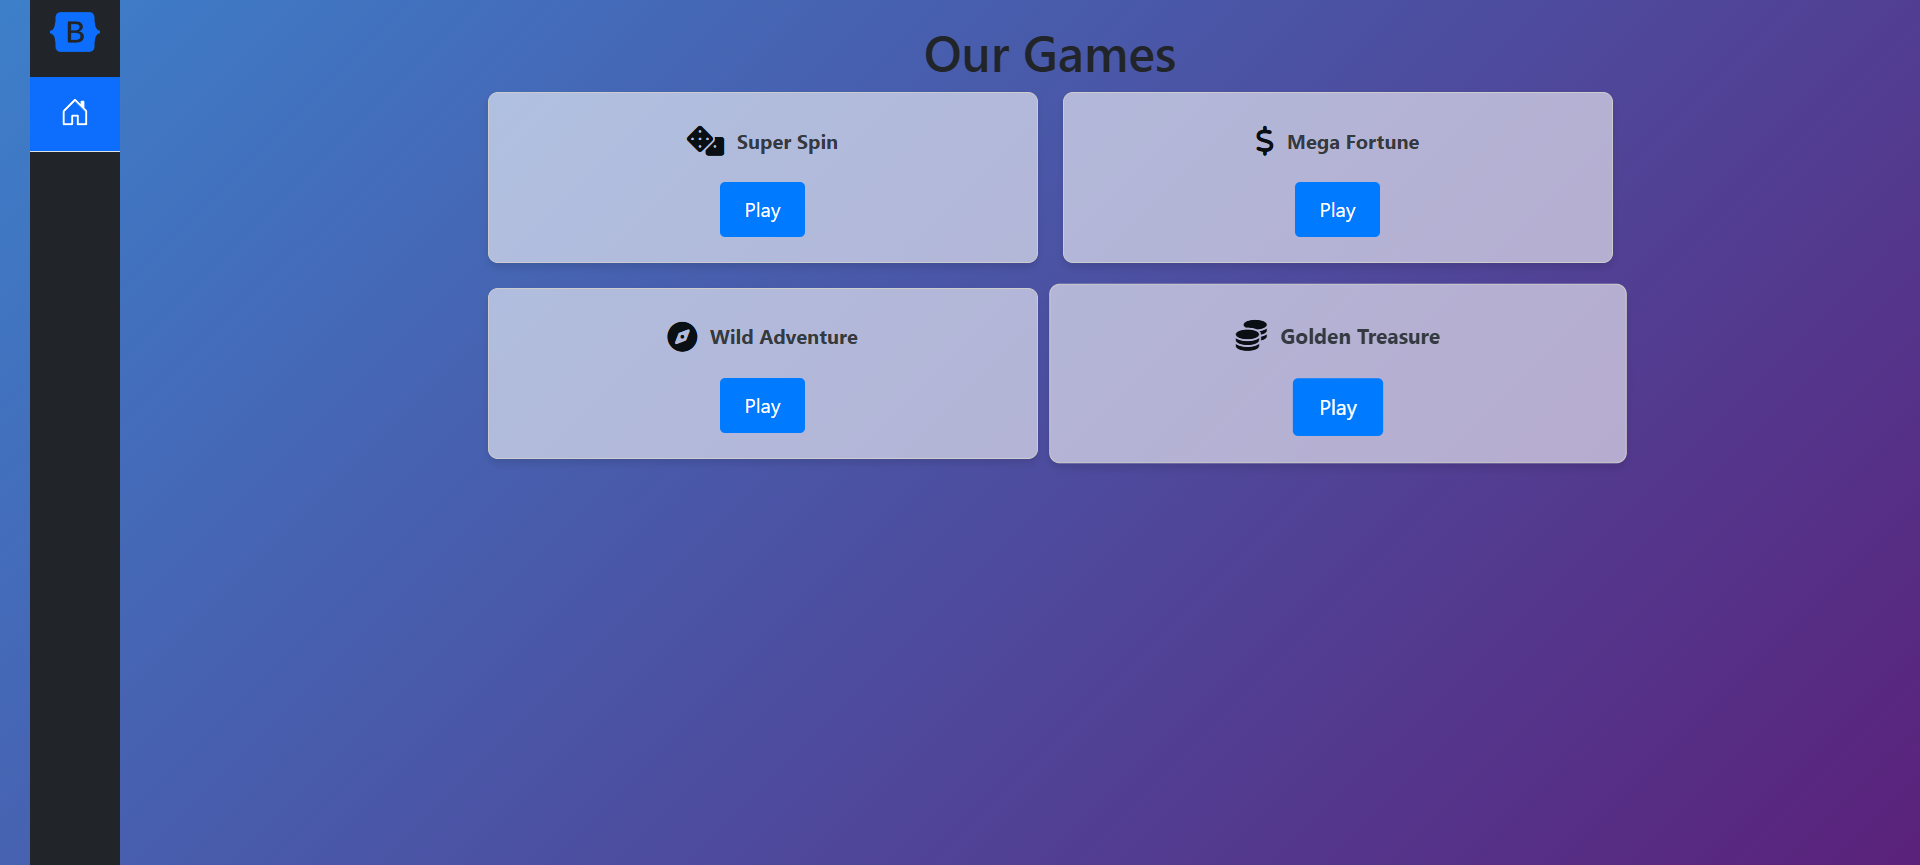 B
Our Games
Super Spin
Play
Mega Fortune
Play
Wild Adventure
Play
Golden Treasure
Play